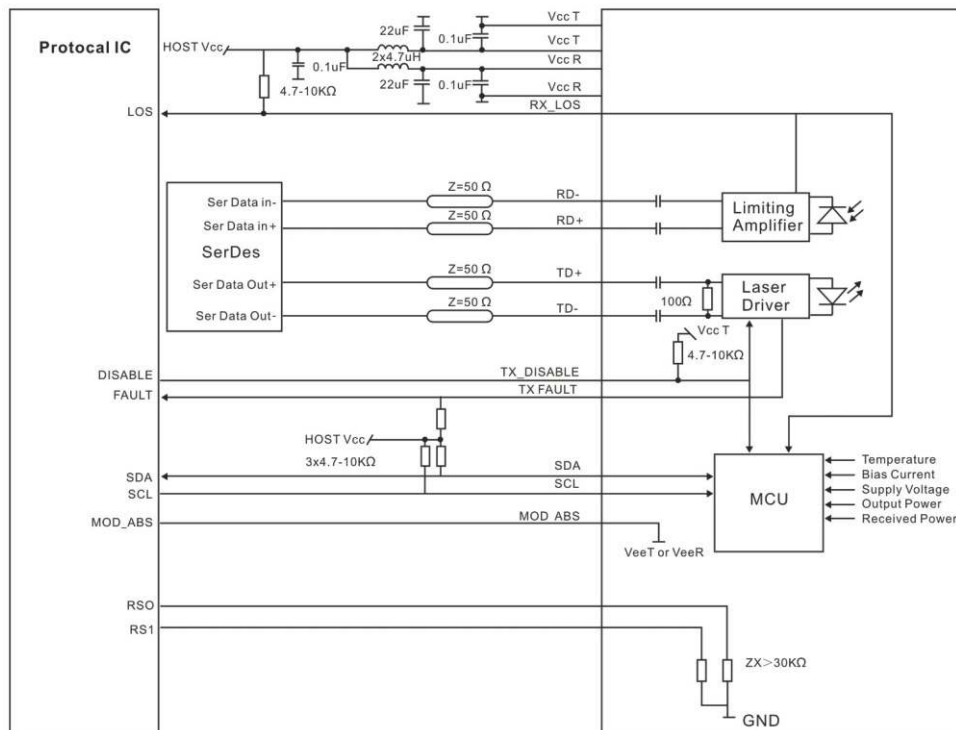 Protocal IC
HOST Vcc
22uF
0.1uF
Vcc T
Vcc T
0.1uF
2x4.7uH
Vcc R
22uF
0.1uF
4.7-10KΩ
Vcc R
LOS
RX_LOS
Z=50 Ω
Ser Data in-
RD-
Z=50 Ω
Ser Data in+
RD+
SerDes
Limiting
Amplifier
Z=50 Ω
Ser Data Out+
TD+
Z=50 Ω
Ser Data Out-
TD-
100Ω
Laser
Driver
Vcc T
4.7-10KΩ
DISABLE
TX_DISABLE
FAULT
TX FAULT
HOST Vcc
3x4.7-10KΩ
SDA
SDA
SCL
SCL
MCU
Temperature
Bias Current
Supply Voltage
Output Power
Received Power
MOD_ABS
MOD ABS
VeeT or VeeR
RSO
RS1
ZX＞30KΩ
GND